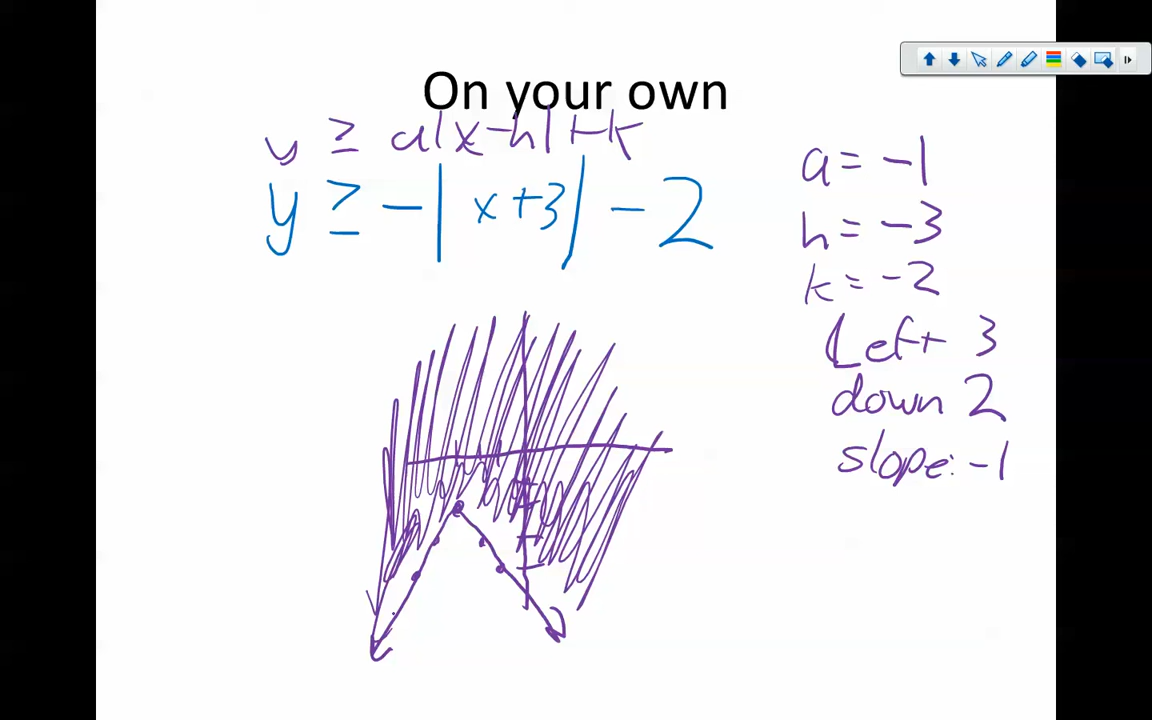 On your own
y ≥ a|x-h|+k
y ≥ -|x+3|-2
a = -1
h = -3
k = -2
Left 3
down 2
slope: -1